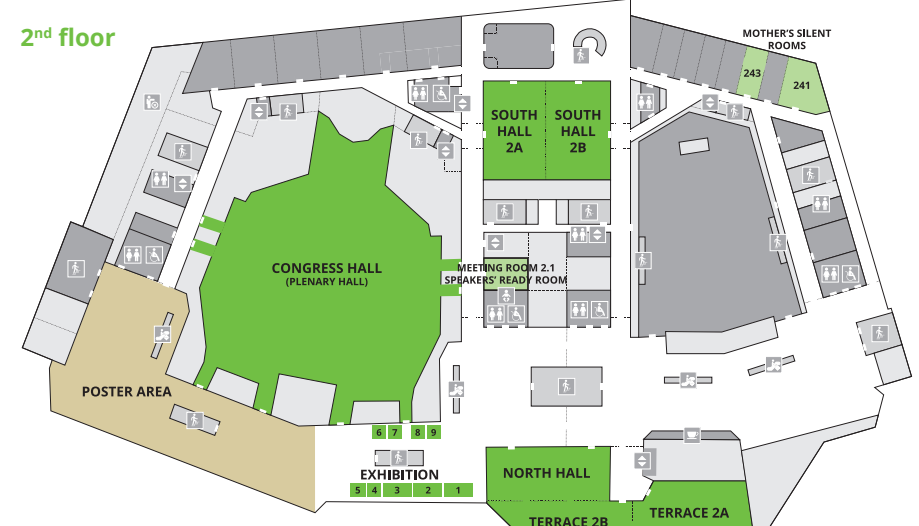 2nd floor
MOTHER'S SILENT
ROOMS
243
241
SOUTH
HALL
2A
SOUTH
HALL
2B
CONGRESS HALL
(PLENARY HALL)
MEETING ROOM 2.1
SPEAKERS' READY ROOM
POSTER AREA
6 7 8 9
EXHIBITION
5 4 3 2 1
NORTH HALL
TERRACE 2B
TERRACE 2A